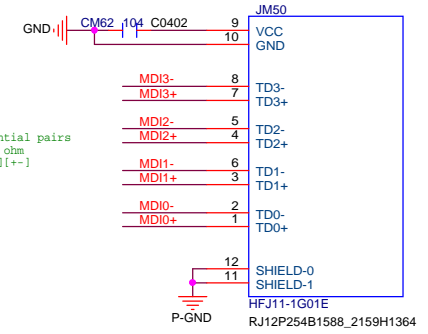 JM50
GND CM62 104 C0402 9 VCC
10 GND
MDI3- 8 TD3-
MDI3+ 7 TD3+
MDI2- 5 TD2-
MDI2+ 4 TD2+
ntial pairs
ohm
][+-]
MDI1- 6 TD1-
MDI1+ 3 TD1+
MDI0- 2 TD0-
MDI0+ 1 TD0+
12 SHIELD-0
11 SHIELD-1
P-GND
HFJ11-1G01E
RJ12P254B1588_2159H1364